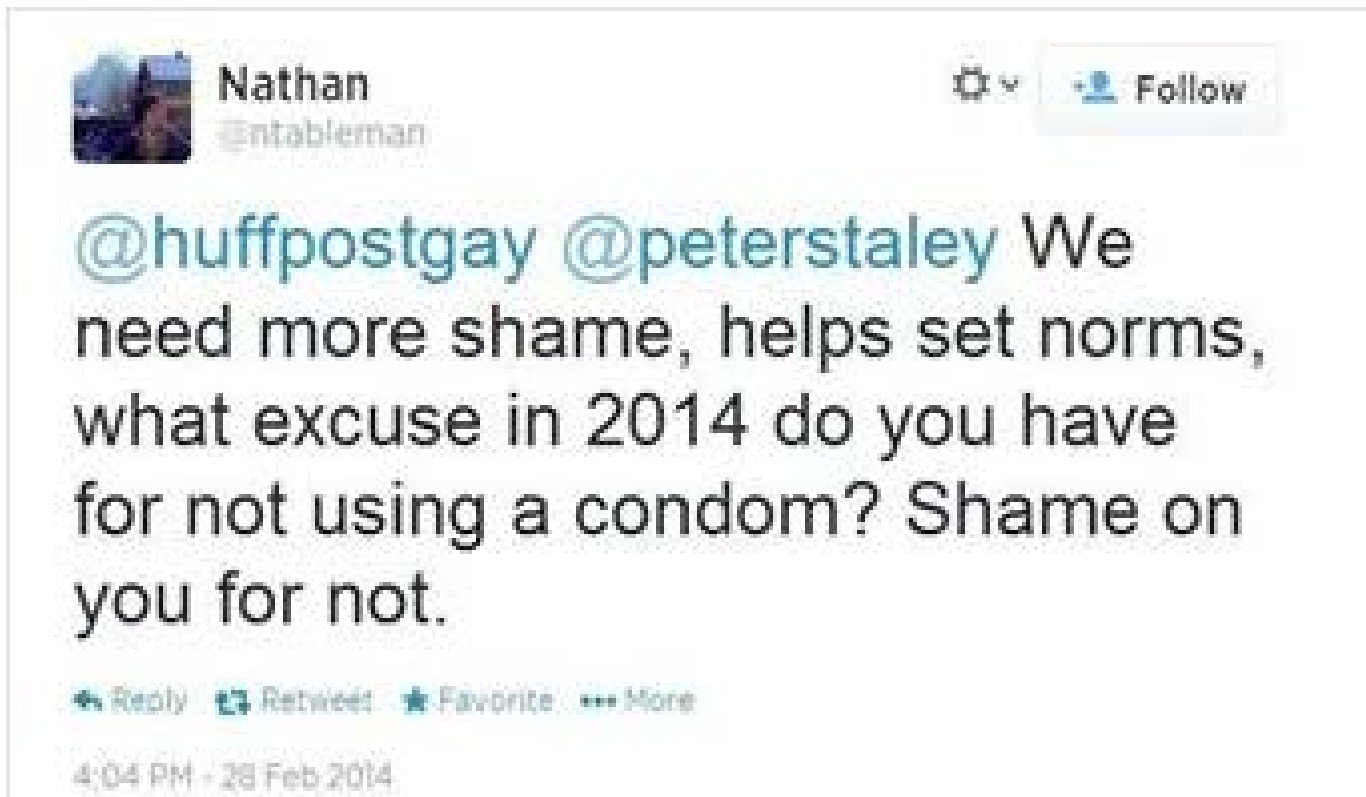 Nathan
@ntableman
Follow
@huffpostgay @peterstaley We
need more shame, helps set norms,
what excuse in 2014 do you have
for not using a condom? Shame on
you for not.
Reply Retweet Favorite More
4:04 PM - 28 Feb 2014